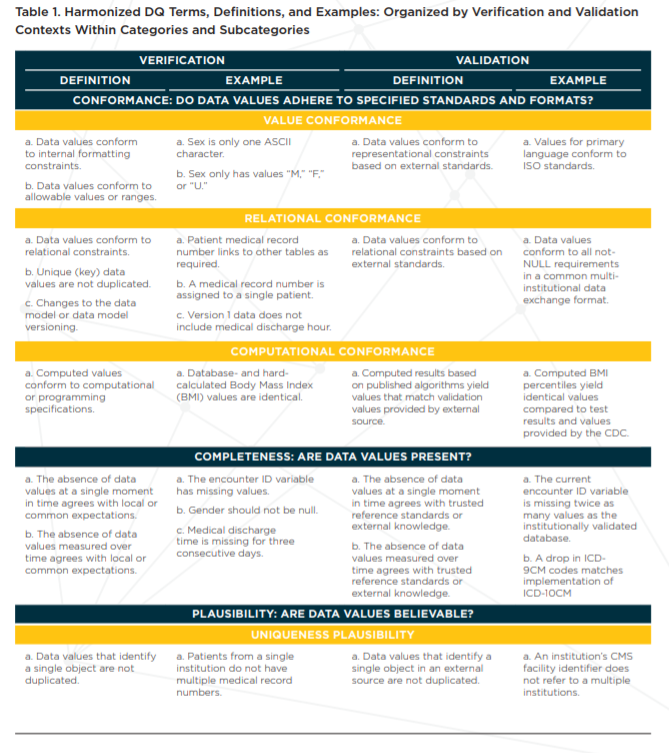 Table 1. Harmonized DQ Terms, Definitions, and Examples: Organized by Verification and Validation
Contexts Within Categories and Subcategories
VERIFICATION
VALIDATION
DEFINITION
EXAMPLE
DEFINITION
EXAMPLE
CONFORMANCE: DO DATA VALUES ADHERE TO SPECIFIED STANDARDS AND FORMATS?
VALUE CONFORMANCE
a. Data values conform
to internal formatting
constraints.
b. Data values conform to
allowable values or ranges.
a. Sex is only one ASCII
character.
b. Sex only has values “M,” “F,”
or “U.”
a. Data values conform to
representational constraints
based on external standards.
a. Values for primary
language conform to
ISO standards.
RELATIONAL CONFORMANCE
a. Data values conform to
relational constraints.
b. Unique (key) data
values are not duplicated.
c. Changes to the data
model or data model
versioning.
a. Patient medical record
number links to other tables as
required.
b. A medical record number is
assigned to a single patient.
c. Version 1 data does not
include medical discharge hour.
a. Data values conform to
relational constraints based on
external standards.
a. Data values
conform to all not-
NULL requirements
in a common multi-
institutional data
exchange format.
COMPUTATIONAL CONFORMANCE
a. Computed values
conform to computational
or programming
specifications.
a. Database- and hand-
calculated Body Mass Index
(BMI) values are identical.
a. Computed results based
on published algorithms yield
values that match validation
values provided by external
source.
a. Computed BMI
percentiles yield
identical values
compared to test
results and values
provided by the CDC.
COMPLETENESS: ARE DATA VALUES PRESENT?
a. The absence of data
values at a single moment
in time agrees with local or
common expectations.
b. The absence of data
values measured over
time agrees with local or
common expectations.
a. The encounter ID variable
has missing values.
b. Gender should not be null.
c. Medical discharge
time is missing for three
consecutive days.
a. The absence of data
values at a single moment
in time agrees with trusted
reference standards or
external knowledge.
b. The absence of data
values measured over
time agrees with trusted
reference standards or
external knowledge.
a. The current
encounter ID variable
is missing twice as
many values as the
institutionally validated
database.
b. A drop in ICD-
9CM codes matches
implementation of
ICD-10CM
PLAUSIBILITY: ARE DATA VALUES BELIEVABLE?
UNIQUENESS PLAUSIBILITY
a. Data values that identify
a single object are not
duplicated.
a. Patients from a single
institution do not have
multiple medical record
numbers.
a. Data values that identify a
single object in an external
source are not duplicated.
a. An institution's CMS
facility identifier does
not refer to a multiple
institutions.